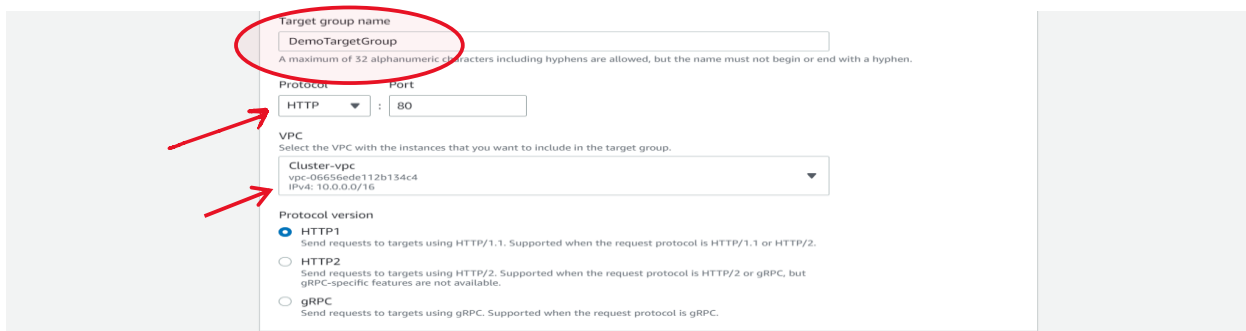 Target group name
DemoTargetGroup
A maximum of 32 alphanumeric characters including hyphens are allowed, but the name must not begin or end with a hyphen.
Protocol Port
HTTP : 80
VPC
Select the VPC with the instances that you want to include in the target group.
Cluster-vpc
vpc-06656ede112b134c4
IPv4: 10.0.0.0/16
Protocol version
HTTP1
Send requests to targets using HTTP/1.1. Supported when the request protocol is HTTP/1.1 or HTTP/2.
HTTP2
Send requests to targets using HTTP/2. Supported when the request protocol is HTTP/2 or gRPC, but
gRPC-specific features are not available.
gRPC
Send requests to targets using gRPC. Supported when the request protocol is gRPC.